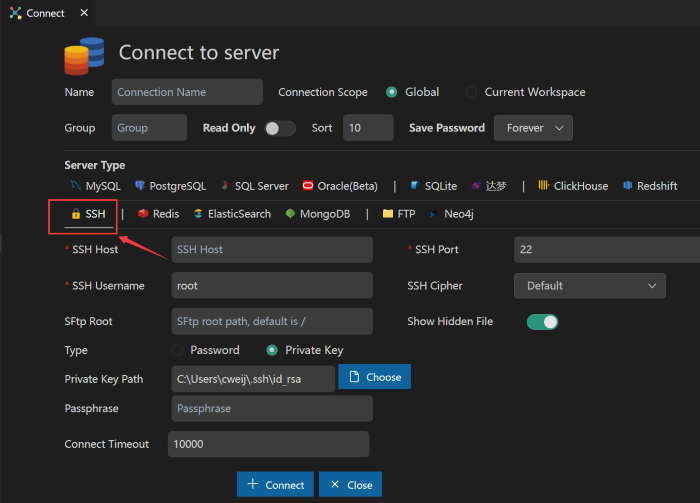 Connect
Connect to server
Name Connection Name Connection Scope Global Current Workspace
Group Group Read Only Sort 10 Save Password Forever
Server Type
MySQL PostgreSQL SQL Server Oracle(Beta) | SQLite 达梦 | ClickHouse Redshift
SSH | Redis ElasticSearch MongoDB | FTP Neo4j
* SSH Host SSH Host * SSH Port 22
* SSH Username root SSH Cipher Default
SFtp Root SFtp root path, default is / Show Hidden File
Type Password Private Key
Private Key Path C:\Users\cweij\.ssh\id_rsa Choose
Passphrase Passphrase
Connect Timeout 10000
+ Connect × Close